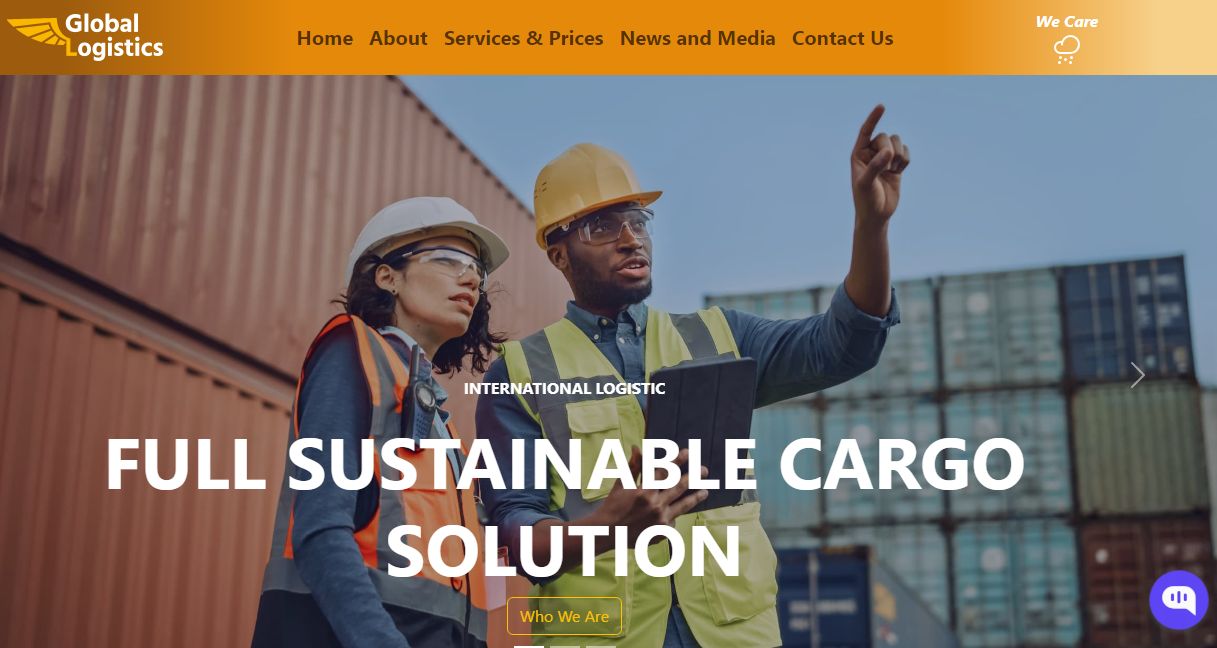 Global
Logistics
Home About Services & Prices News and Media Contact Us
We Care
INTERNATIONAL LOGISTIC
FULL SUSTAINABLE CARGO
SOLUTION
Who We Are